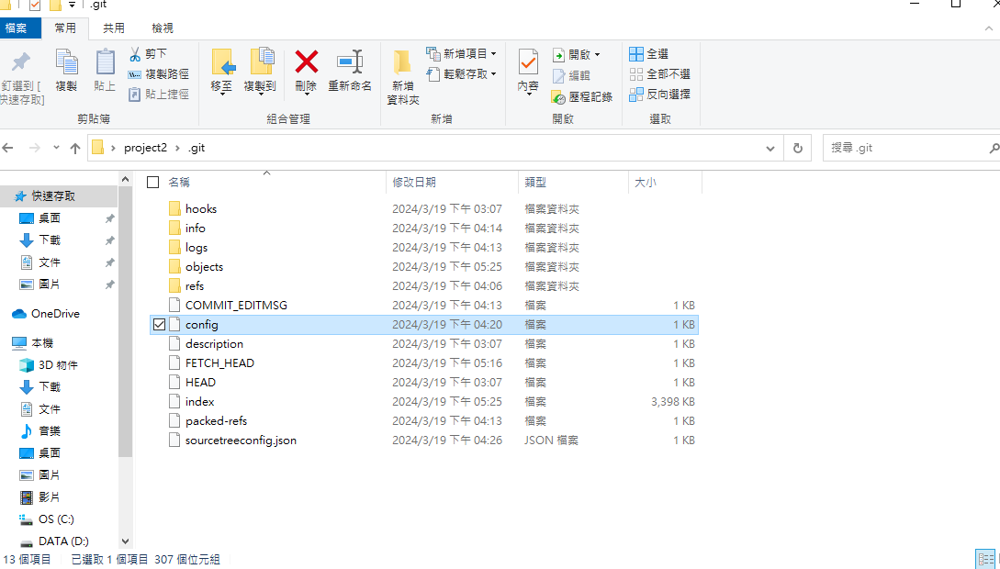 .git
檔案 常用 共用 檢視
釘選到 [快速存取]
複製
貼上
剪下
複製路徑
貼上捷徑
剪貼簿
移至
複製到
刪除
重新命名
組合管理
新增資料夾
新增項目
輕鬆存取
新增
內容
開啟
編輯
歷程記錄
開啟
全選
全部不選
反向選擇
選取
project2 › .git
搜尋 .git
快速存取
桌面
下載
文件
圖片
OneDrive
本機
3D 物件
下載
文件
音樂
桌面
圖片
影片
OS (C:)
DATA (D:)
名稱 修改日期 類型 大小
hooks 2024/3/19 下午 03:07 檔案資料夾
info 2024/3/19 下午 04:14 檔案資料夾
logs 2024/3/19 下午 04:13 檔案資料夾
objects 2024/3/19 下午 05:25 檔案資料夾
refs 2024/3/19 下午 04:06 檔案資料夾
COMMIT_EDITMSG 2024/3/19 下午 04:13 檔案 1 KB
config 2024/3/19 下午 04:20 檔案 1 KB
description 2024/3/19 下午 03:07 檔案 1 KB
FETCH_HEAD 2024/3/19 下午 05:16 檔案 1 KB
HEAD 2024/3/19 下午 03:07 檔案 1 KB
index 2024/3/19 下午 05:25 檔案 3,398 KB
packed-refs 2024/3/19 下午 04:13 檔案 1 KB
sourcetreeconfig.json 2024/3/19 下午 04:26 JSON 檔案 1 KB
13 個項目 已選取 1 個項目 307 個位元組